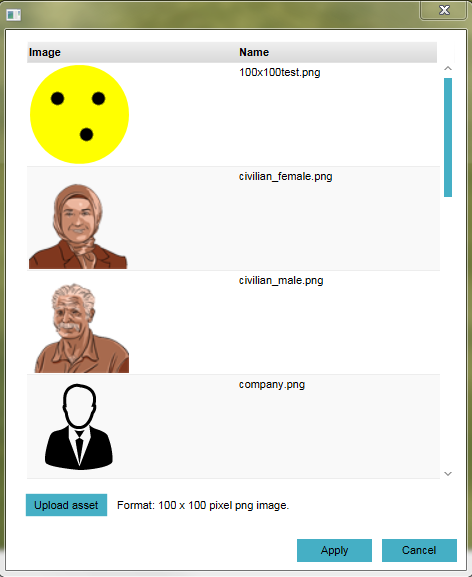 Image Name
100x100test.png
civilian_female.png
civilian_male.png
company.png
Upload asset Format: 100 x 100 pixel png image.
Apply Cancel